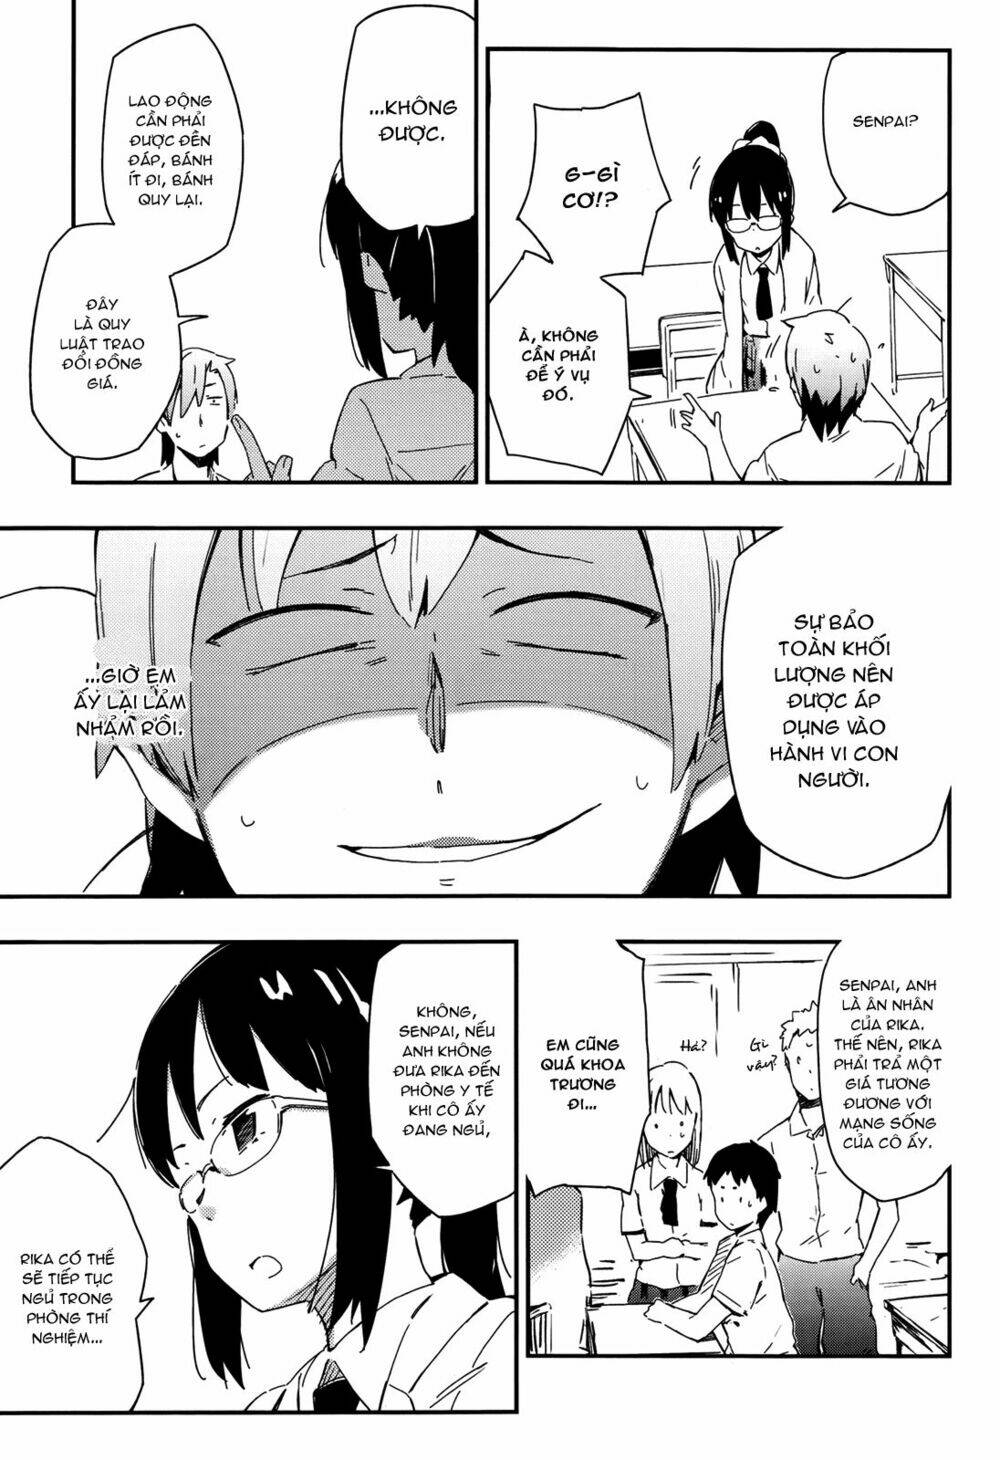 SENPAI?
G-GÌ
CƠ!?
À, KHÔNG
CẦN PHẢI
ĐỂ Ý VỤ
ĐÓ.
...KHÔNG
ĐƯỢC.
LAO ĐỘNG
CẦN PHẢI
ĐƯỢC ĐỀN
ĐÁP, BÁNH
ÍT ĐI, BÁNH
QUY LẠI.
ĐÂY
LÀ QUY
LUẬT TRAO
ĐỔI ĐỒNG
GIÁ.
SỰ BẢO
TOÀN KHỐI
LƯỢNG NÊN
ĐƯỢC ÁP
DỤNG VÀO
HÀNH VI CON
NGƯỜI.
...GIỜ EM
ẤY LẠI LẢM
NHẢM RỒI.
SENPAI, ANH
LÀ ÂN NHÂN
CỦA RIKA.
THẾ NÊN, RIKA
PHẢI TRẢ MỘT
GIÁ TƯƠNG
ĐƯƠNG VỚI
MẠNG SỐNG
CỦA CÔ ẤY.
Gì
vậy?
Há?
EM CŨNG
QUÁ KHOA
TRƯƠNG
ĐI...
KHÔNG,
SENPAI, NẾU
ANH KHÔNG
ĐƯA RIKA ĐẾN
PHÒNG Y TẾ
KHI CÔ ẤY
ĐANG NGỦ,
RIKA CÓ THỂ
SẼ TIẾP TỤC
NGỦ TRONG
PHÒNG THÍ
NGHIỆM...